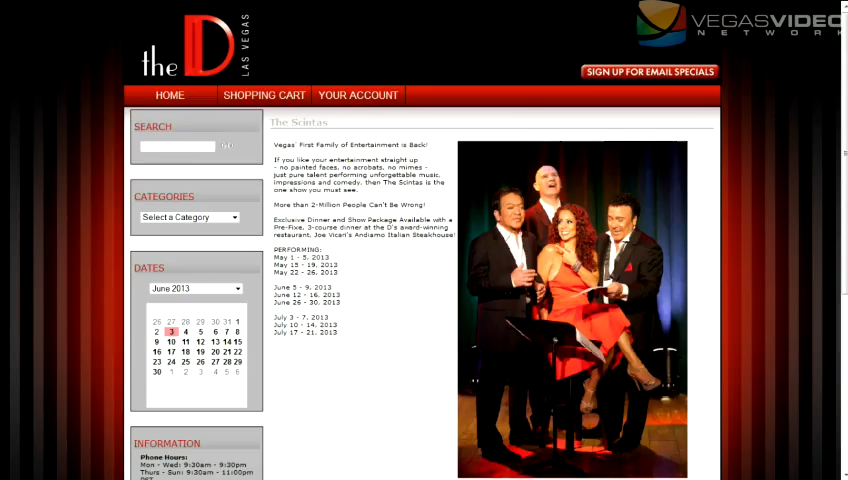 the D LAS VEGAS
VEGASVIDEO
NETWORK
SIGN UP FOR EMAIL SPECIALS
HOME SHOPPING CART YOUR ACCOUNT
SEARCH
GO
CATEGORIES
Select a Category
DATES
June 2013
26 27 28 29 30 31 1
2 3 4 5 6 7 8
9 10 11 12 13 14 15
16 17 18 19 20 21 22
23 24 25 26 27 28 29
30 1 2 3 4 5 6
INFORMATION
Phone Hours:
Mon - Wed: 9:30am - 9:30pm
Thurs - Sun: 9:30am - 11:00pm
PST
The Scintas
Vegas' First Family of Entertainment is Back!
If you like your entertainment straight up
- no painted faces, no acrobats, no mimes -
just pure talent performing unforgettable music,
impressions and comedy, then The Scintas is the
one show you must see.
More than 2-Million People Can't Be Wrong!
Exclusive Dinner and Show Package Available with a
Pre-Fixe, 3-course dinner at the D's award-winning
restaurant, Joe Vicari's Andiamo Italian Steakhouse!
PERFORMING:
May 1 - 5, 2013
May 15 - 19, 2013
May 22 - 26, 2013
June 5 - 9, 2013
June 12 - 16, 2013
June 26 - 30, 2013
July 3 - 7, 2013
July 10 - 14, 2013
July 17 - 21, 2013